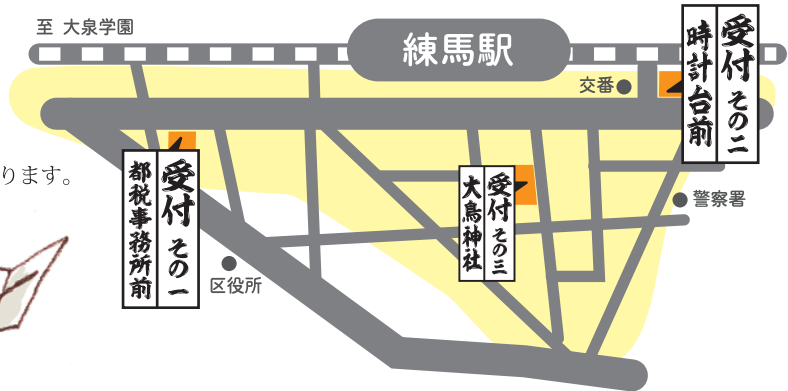 至 大泉学園
練馬駅
交番
受付 その二
時計台前
ります。
受付 その一
都税事務所前
受付 その三
大鳥神社
警察署
区役所